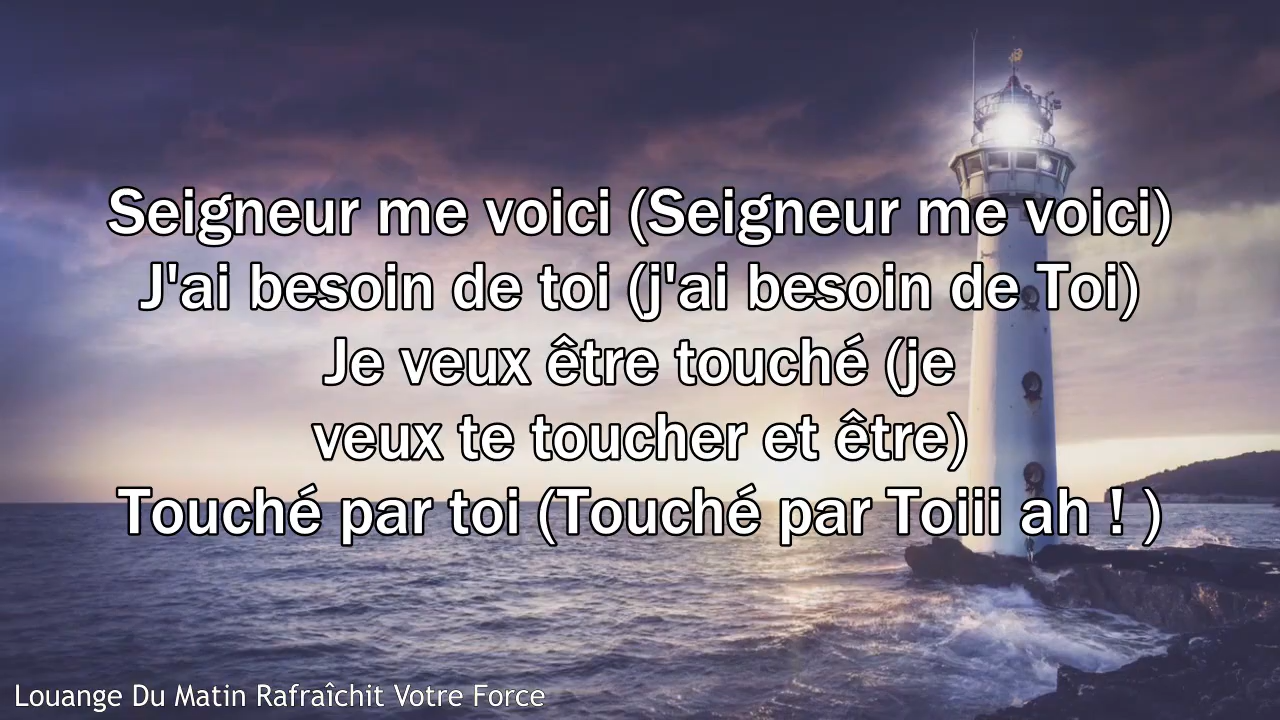 Seigneur me voici (Seigneur me voici)
J'ai besoin de toi (j'ai besoin de Toi)
Je veux être touché (je
veux te toucher et être)
Touché par toi (Touché par Toiii ah ! )
Louange Du Matin Rafraîchit Votre Force